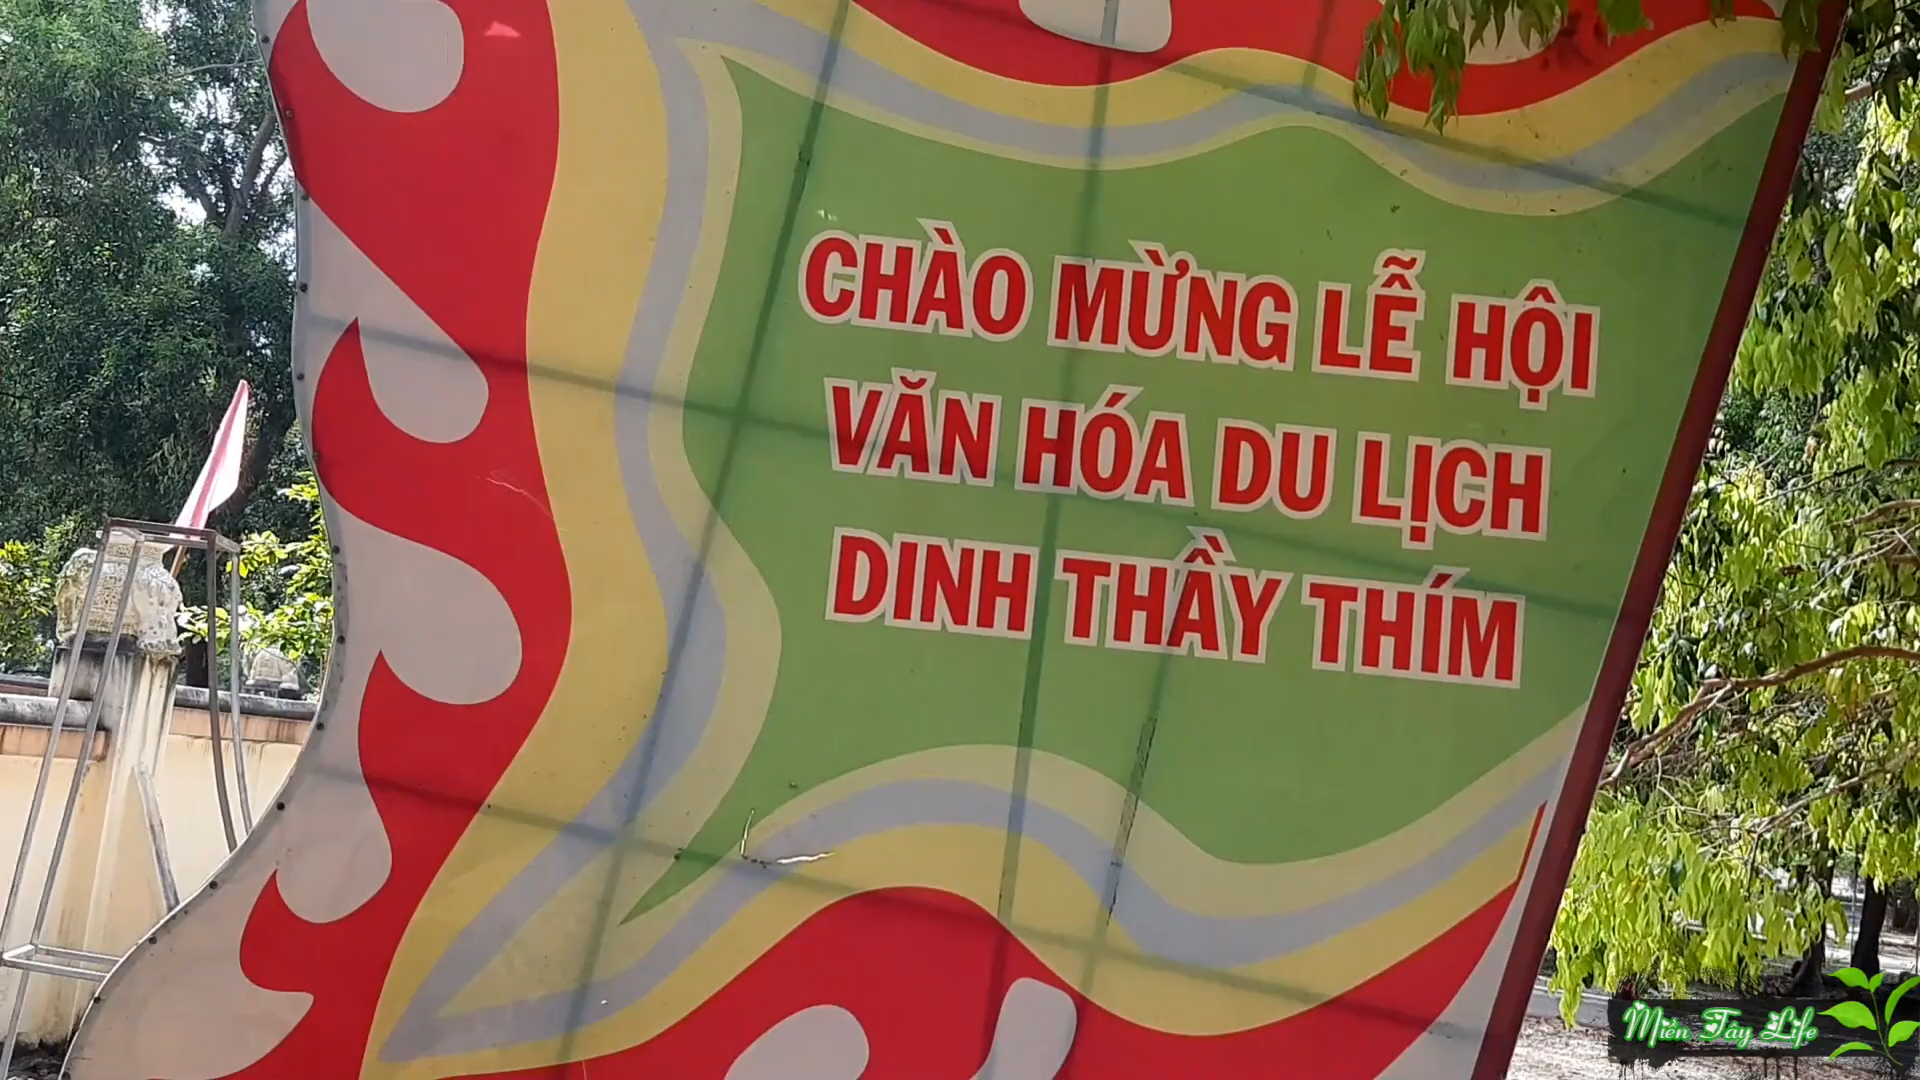 CHÀO MỪNG LỄ HỘI
VĂN HÓA DU LỊCH
DINH THẦY THÍM
Miền Tây Life